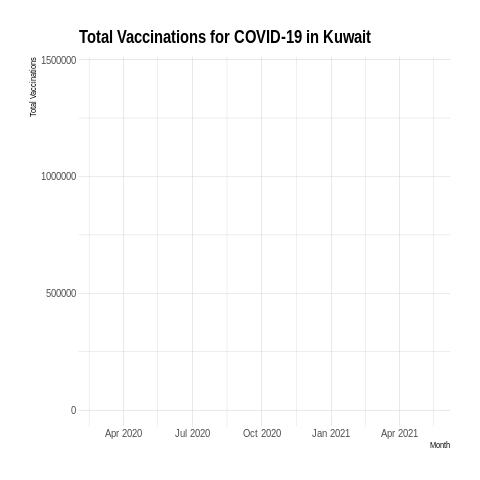 Total Vaccinations for COVID-19 in Kuwait
Total Vaccinations
1500000
1000000
500000
0
Apr 2020 Jul 2020 Oct 2020 Jan 2021 Apr 2021
Month